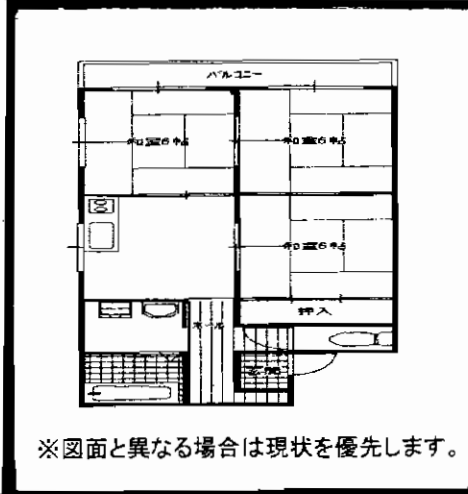 バルコニー
和室6帖
和室6帖
和室6帖
押入
ホール
玄関
※図面と異なる場合は現状を優先します。